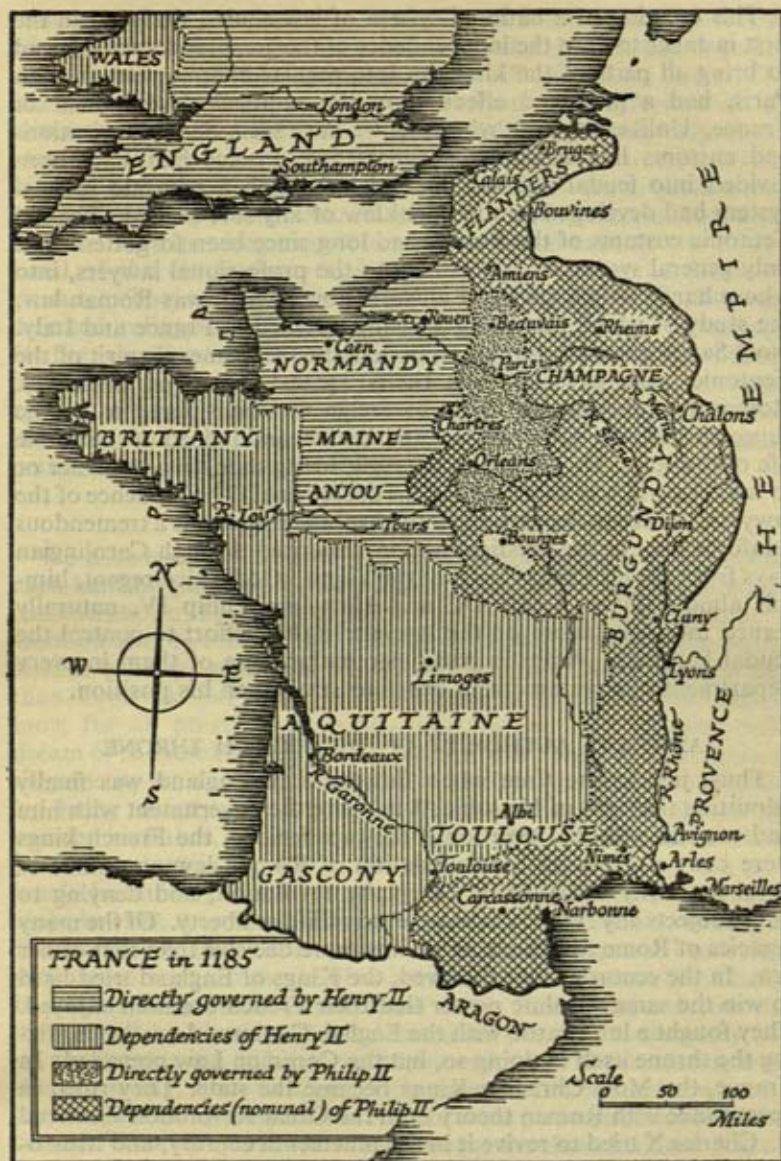 WALES
London
ENGLAND
Southampton
Bruges
Calais
FLANDERS
Bouvines
Amiens
Rouen
Beauvais
Rheims
Caen
NORMANDY
Paris
CHAMPAGNE
R. Marne
Chalons
Chartres
R. Seine
BRITTANY
MAINE
Orleans
ANJOU
R. Loire
Tours
Bourges
Dijon
BURGUNDY
THE EMPIRE
Cluny
N
W E
S
Limoges
Lyons
AQUITAINE
Bordeaux
R. Garonne
R. Rhone
PROVENCE
Albi
TOULOUSE
Avignon
GASCONY
Toulouse
Nimes
Arles
Carcassonne
Marseilles
Narbonne
ARAGON
FRANCE in 1185
Directly governed by Henry II
Dependencies of Henry II
Directly governed by Philip II
Dependencies (nominal) of Philip II
Scale
0 50 100
Miles